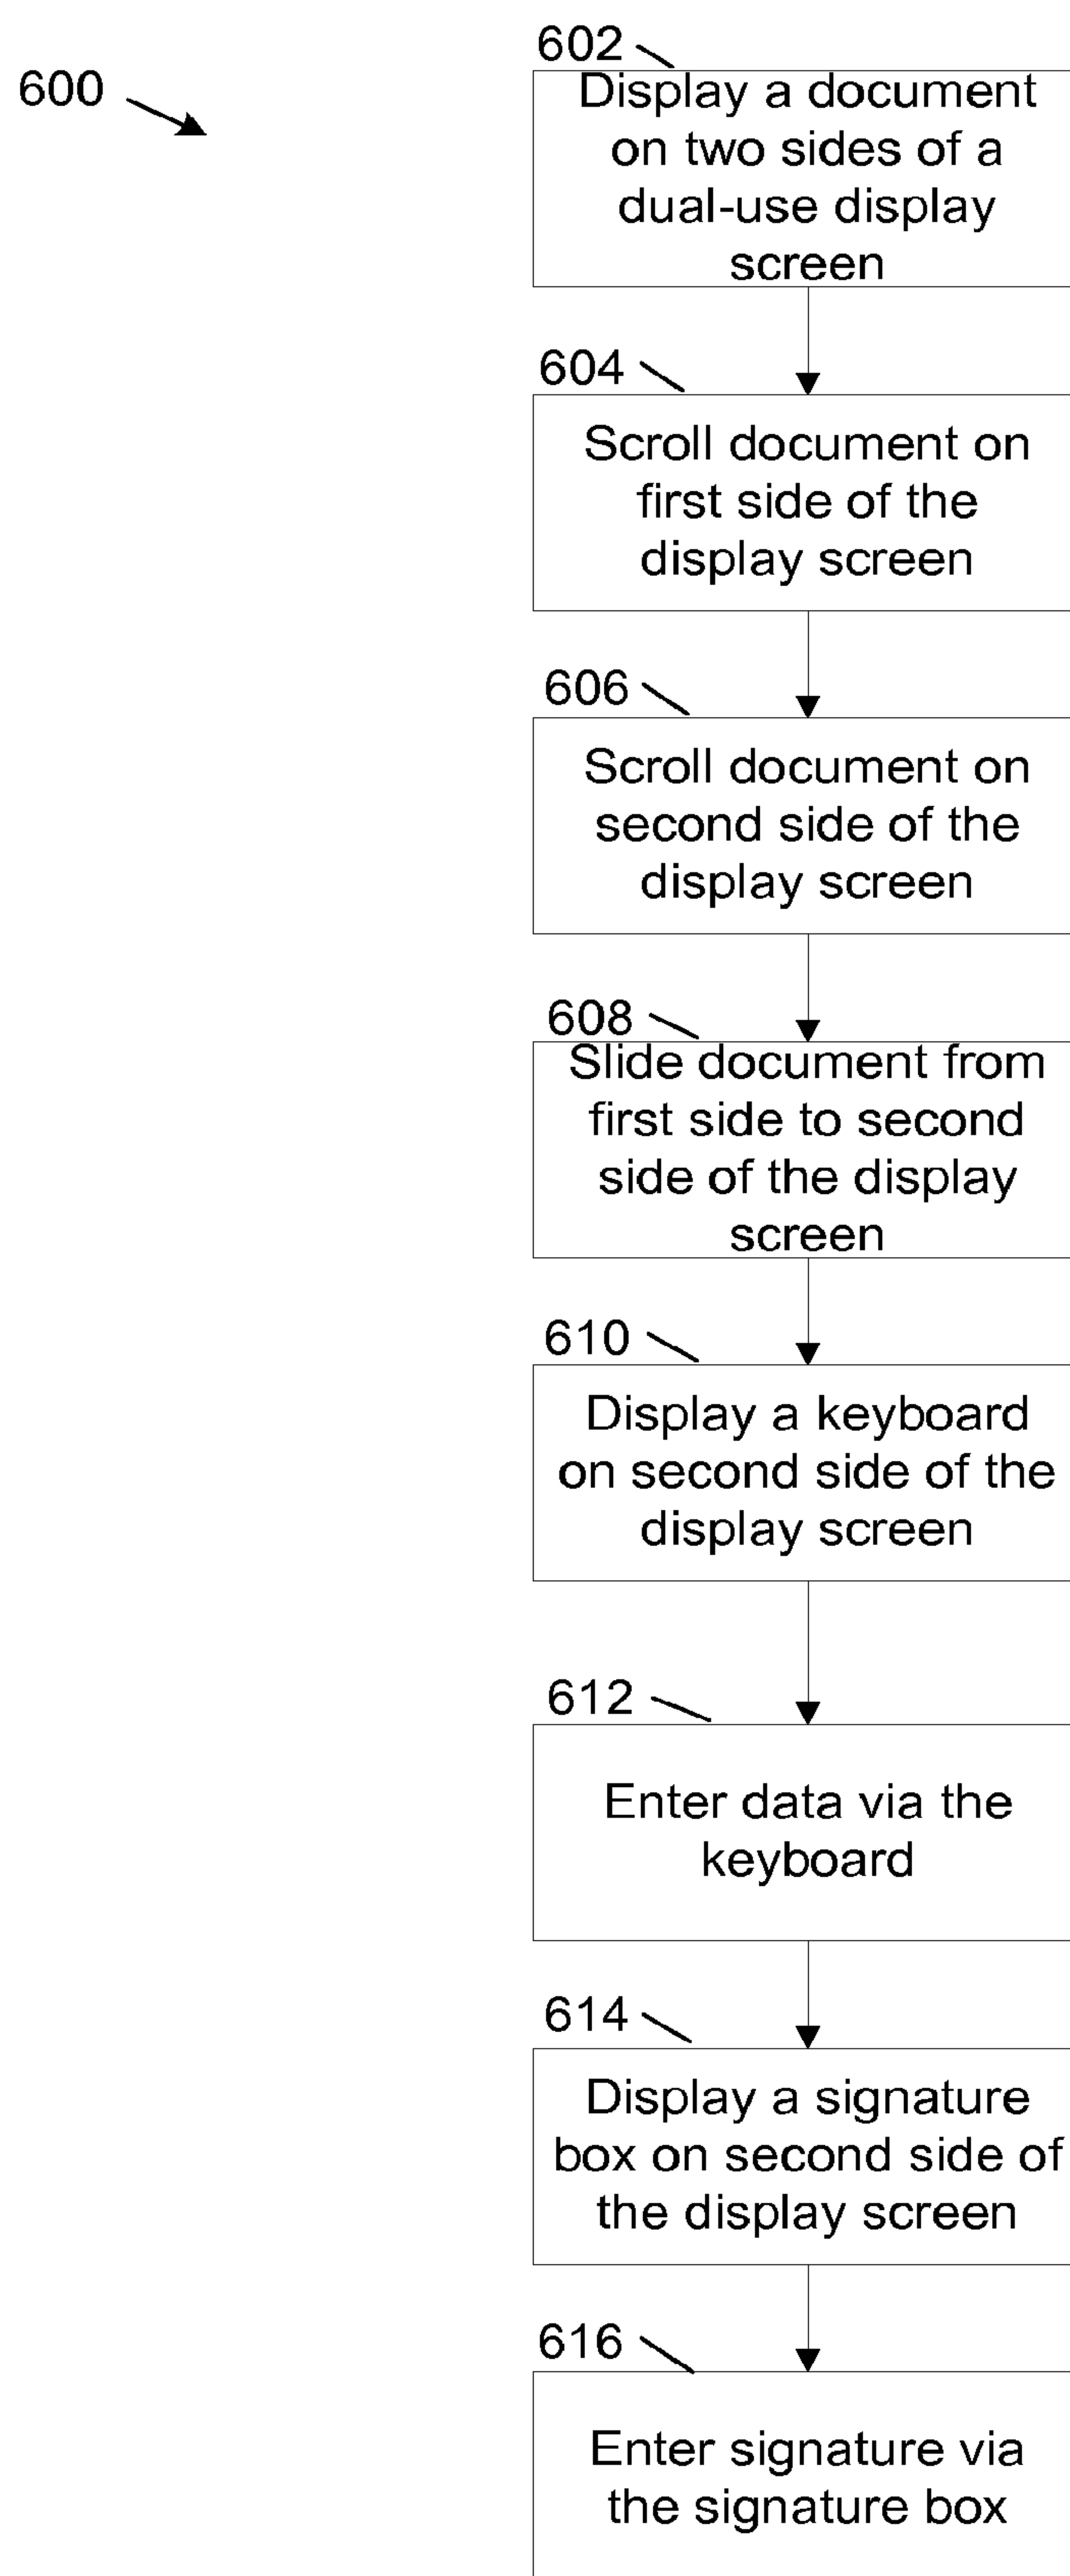 600
602
Display a document
on two sides of a
dual-use display
screen
604
Scroll document on
first side of the
display screen
606
Scroll document on
second side of the
display screen
608
Slide document from
first side to second
side of the display
screen
610
Display a keyboard
on second side of the
display screen
612
Enter data via the
keyboard
614
Display a signature
box on second side of
the display screen
616
Enter signature via
the signature box